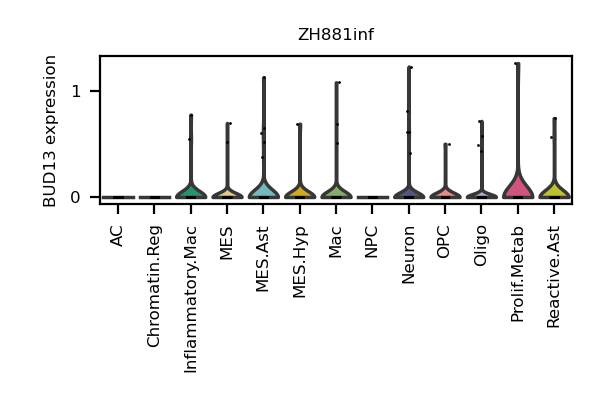 ZH881inf
BUD13 expression
1
0
AC
Chromatin.Reg
Inflammatory.Mac
MES
MES.Ast
MES.Hyp
Mac
NPC
Neuron
OPC
Oligo
Prolif.Metab
Reactive.Ast